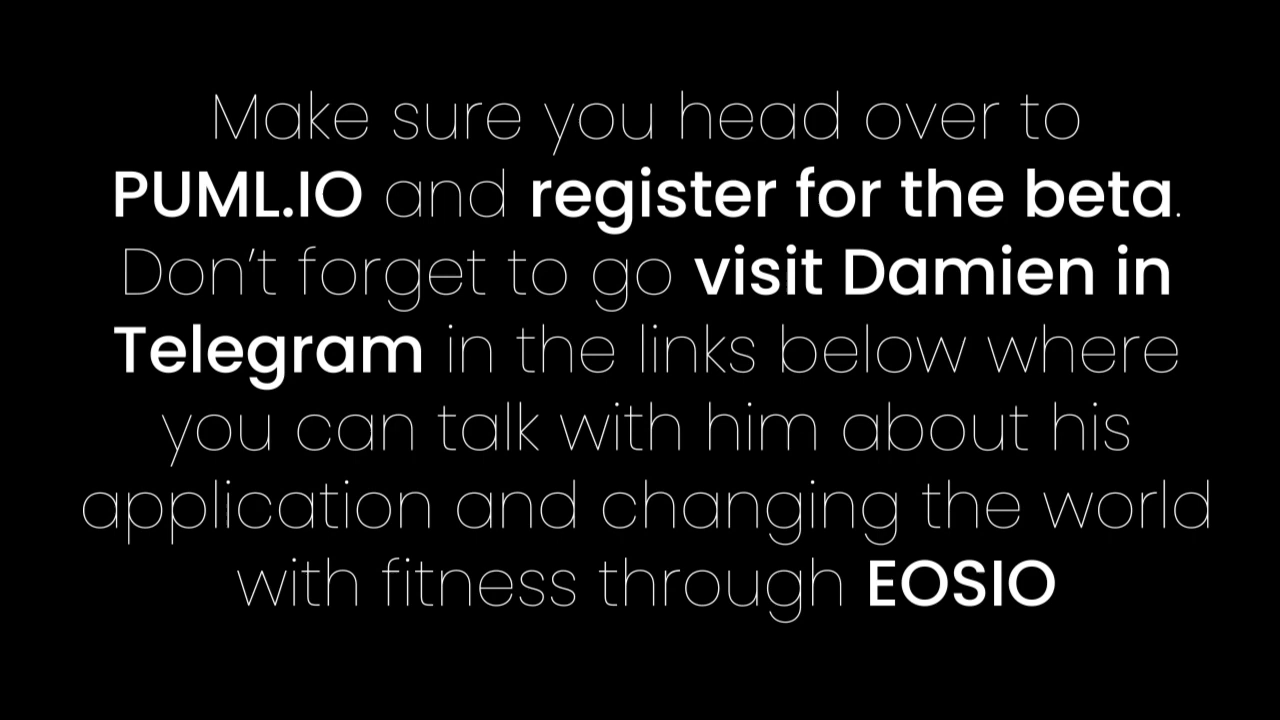 Make sure you head over to
PUML.IO and register for the beta.
Don’t forget to go visit Damien in
Telegram in the links below where
you can talk with him about his
application and changing the world
with fitness through EOSIO